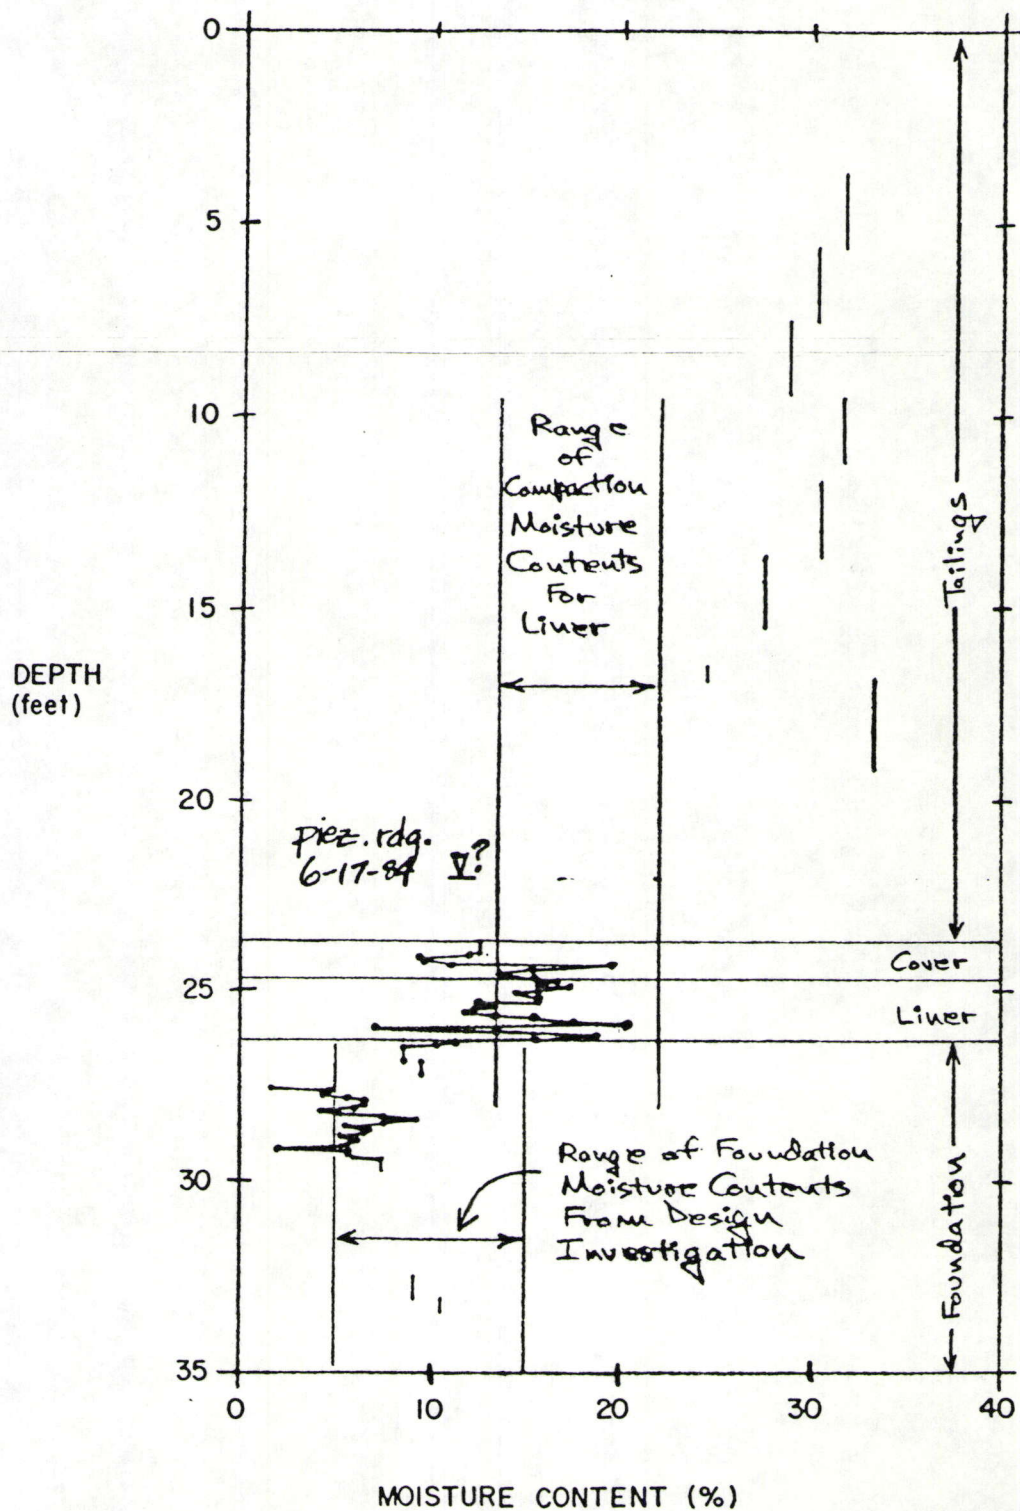 0
5
10
15
20
25
30
35
DEPTH
(feet)
Range
of
Compaction
Moisture
Contents
For
Liner
Tailings
piez. rdg.
6-17-84 ?
Cover
Liner
Range of Foundation
Moisture Contents
From Design
Investigation
Foundation
0 10 20 30 40
MOISTURE CONTENT (%)